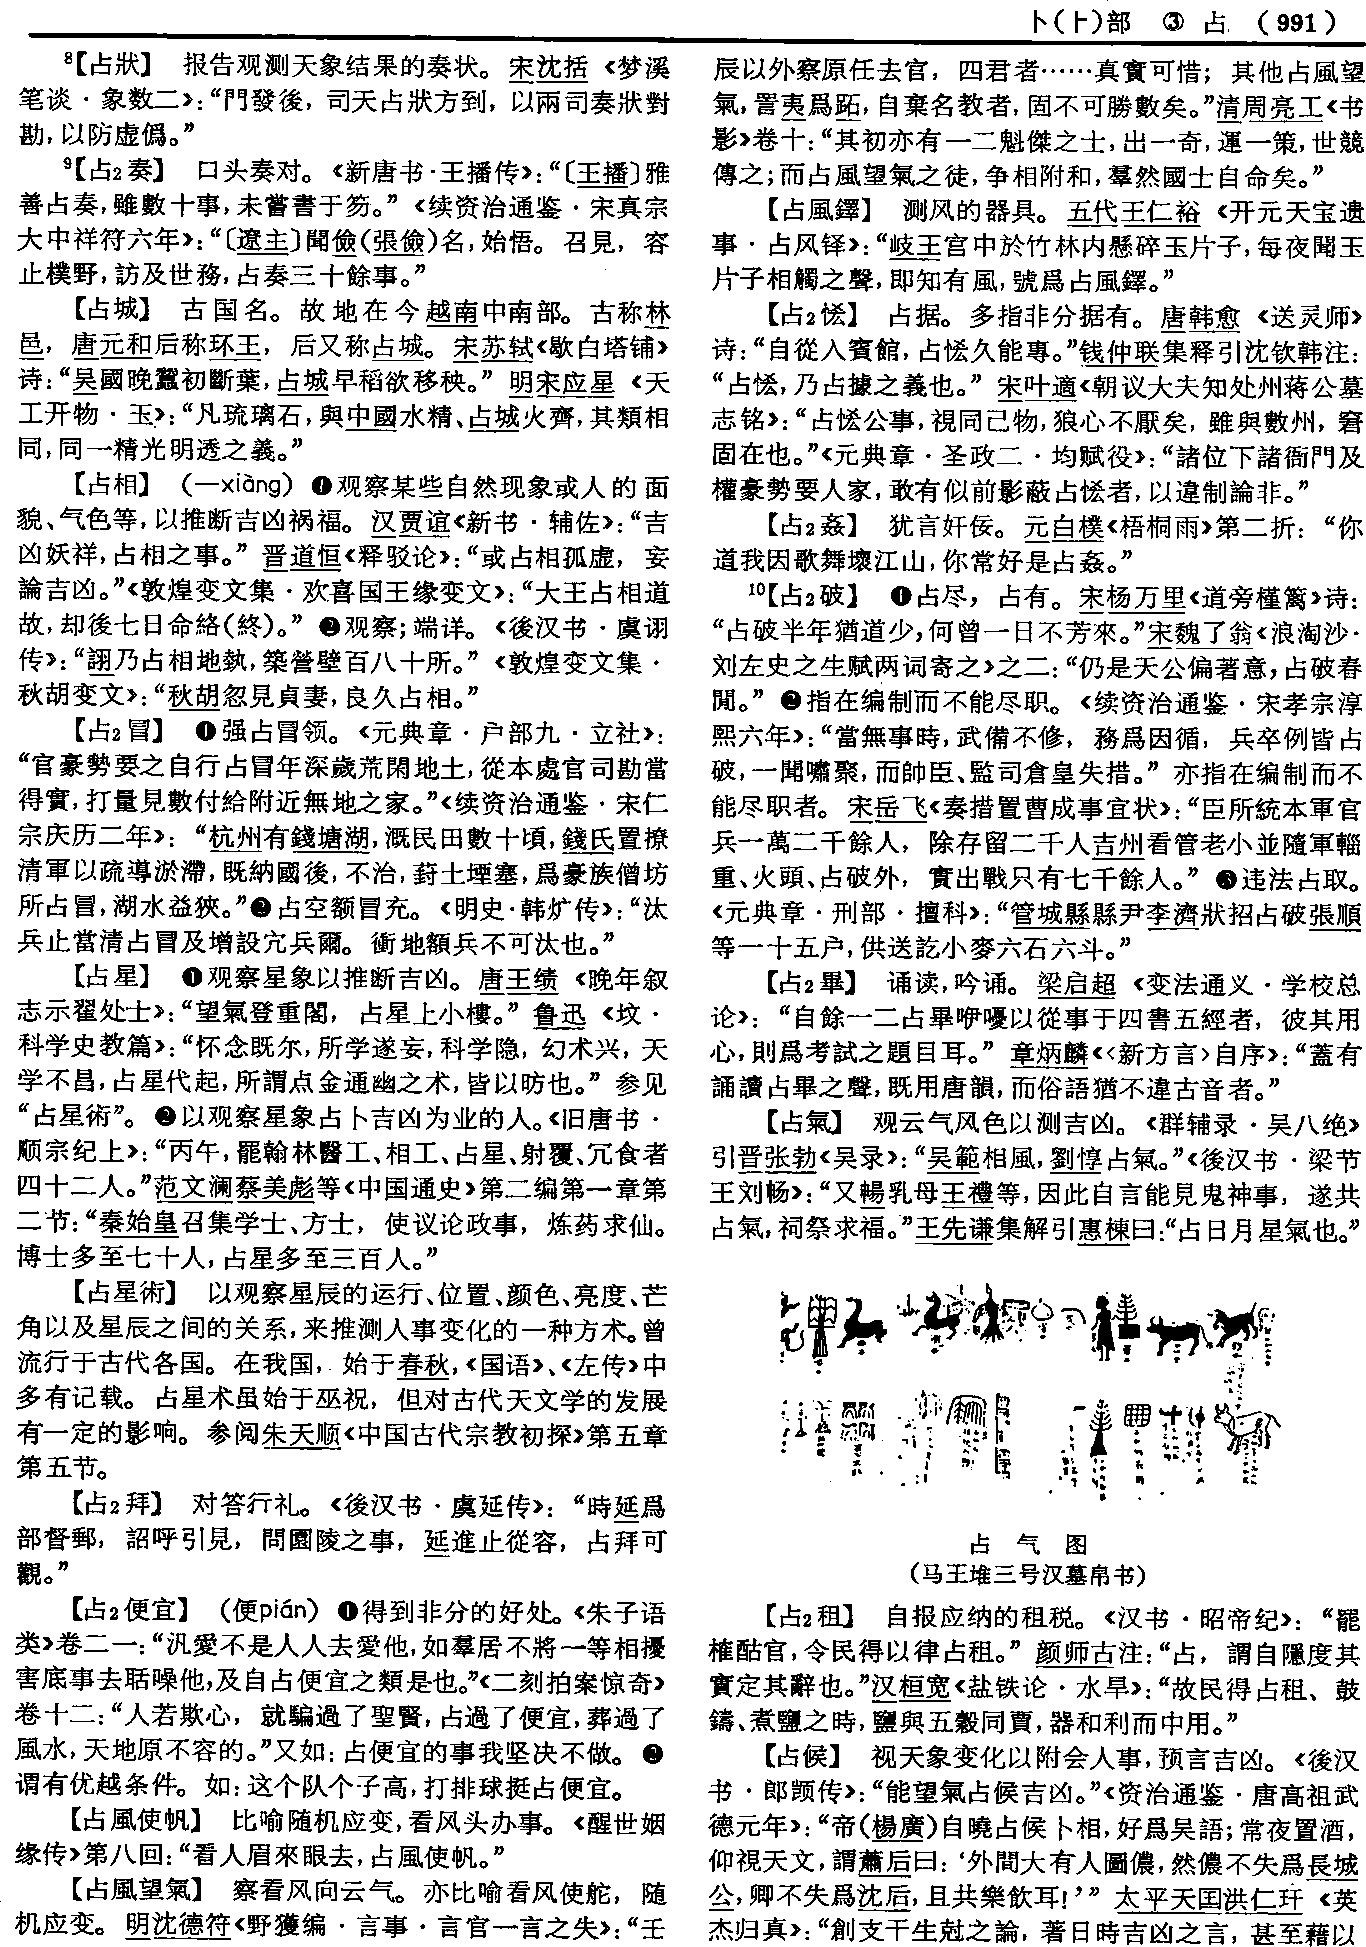 卜(⺊)部 ③ 占 (991)
⁸【占狀】 报告观测天象结果的奏状。宋沈括《梦溪
笔谈·象数二》：“門發後，司天占狀方到，以兩司奏狀對
勘，以防虚僞。”
⁹【占₂奏】 口头奏对。《新唐书·王播传》：“〔王播〕雅
善占奏，雖數十事，未嘗書于笏。”《续资治通鉴·宋真宗
大中祥符六年》：“〔遼主〕聞儉(張儉)名，始悟。召見，容
止樸野，訪及世務，占奏三十餘事。”
【占城】 古国名。故地在今越南中南部。古称林
邑，唐元和后称环王，后又称占城。宋苏轼《歇白塔铺》
诗：“吴國晚蠶初斷葉，占城早稻欲移秧。”明宋应星《天
工开物·玉》：“凡琉璃石，與中國水精、占城火齊，其類相
同，同一精光明透之義。”
【占相】 (—xiàng) ❶观察某些自然现象或人的面
貌、气色等，以推断吉凶祸福。汉贾谊《新书·辅佐》：“吉
凶妖祥，占相之事。”晋道恒《释驳论》：“或占相孤虚，妄
論吉凶。”《敦煌变文集·欢喜国王缘变文》：“大王占相道
故，却後七日命絡(終)。”❷观察；端详。《後汉书·虞诩
传》：“詡乃占相地埶，築營壁百八十所。”《敦煌变文集·
秋胡变文》：“秋胡忽見貞妻，良久占相。”
【占₂冒】 ❶强占冒领。《元典章·户部九·立社》：
“官豪勢要之自行占冒年深歲荒閑地土，從本處官司勘當
得實，打量見數付給附近無地之家。”《续资治通鉴·宋仁
宗庆历二年》：“杭州有錢塘湖，溉民田數十頃，錢氏置撩
清軍以疏導淤滯，既納國後，不治，葑土堙塞，爲豪族僧坊
所占冒，湖水益狹。”❷占空额冒充。《明史·韩㸅传》：“汰
兵止當清占冒及增設冗兵爾。衝地額兵不可汰也。”
【占星】 ❶观察星象以推断吉凶。唐王绩《晚年叙
志示翟处士》：“望氣登重閣，占星上小樓。”鲁迅《坟·
科学史教篇》：“怀念既尔，所学遂妄，科学隐，幻术兴，天
学不昌，占星代起，所謂点金通幽之术，皆以昉也。”参见
“占星術”。❷以观察星象占卜吉凶为业的人。《旧唐书·
顺宗纪上》：“丙午，罷翰林醫工、相工、占星、射覆、冗食者
四十二人。”范文澜蔡美彪等《中国通史》第二编第一章第
二节：“秦始皇召集学士、方士，使议论政事，炼药求仙。
博士多至七十人，占星多至三百人。”
【占星術】 以观察星辰的运行、位置、颜色、亮度、芒
角以及星辰之间的关系，来推测人事变化的一种方术。曾
流行于古代各国。在我国，始于春秋，《国语》、《左传》中
多有记载。占星术虽始于巫祝，但对古代天文学的发展
有一定的影响。参阅朱天顺《中国古代宗教初探》第五章
第五节。
【占₂拜】 对答行礼。《後汉书·虞延传》：“時延爲
部督郵，詔呼引見，問園陵之事，延進止從容，占拜可
觀。”
【占₂便宜】 (便pián) ❶得到非分的好处。《朱子语
类》卷二一：“汎愛不是人人去愛他，如羣居不將一等相擾
害底事去聒噪他，及自占便宜之類是也。”《二刻拍案惊奇》
卷十二：“人若欺心，就騙過了聖賢，占過了便宜，葬過了
風水，天地原不容的。”又如：占便宜的事我坚决不做。❷
谓有优越条件。如：这个队个子高，打排球挺占便宜。
【占風使帆】 比喻随机应变，看风头办事。《醒世姻
缘传》第八回：“看人眉來眼去，占風使帆。”
【占風望氣】 察看风向云气。亦比喻看风使舵，随
机应变。明沈德符《野獲编·言事·言官一言之失》：“壬
辰以外察原任去官，四君者……真實可惜；其他占風望
氣，詈夷爲跖，自棄名教者，固不可勝數矣。”清周亮工《书
影》卷十：“其初亦有一二魁傑之士，出一奇，運一策，世競
傳之；而占風望氣之徒，争相附和，羣然國士自命矣。”
【占風鐸】 测风的器具。五代王仁裕《开元天宝遗
事·占风铎》：“岐王宫中於竹林内懸碎玉片子，每夜聞玉
片子相觸之聲，即知有風，號爲占風鐸。”
【占₂恡】 占据。多指非分据有。唐韩愈《送灵师》
诗：“自從入賓館，占恡久能專。”钱仲联集释引沈钦韩注：
“占恡，乃占據之義也。”宋叶適《朝议大夫知处州蒋公墓
志铭》：“占恡公事，視同己物，狼心不厭矣，雖與數州，窘
固在也。”《元典章·圣政二·均赋役》：“諸位下諸衙門及
權豪勢要人家，敢有似前影蔽占恡者，以違制論非。”
【占₂姦】 犹言奸佞。元白樸《梧桐雨》第二折：“你
道我因歌舞壞江山，你常好是占姦。”
¹⁰【占₂破】 ❶占尽，占有。宋杨万里《道旁槿篱》诗：
“占破半年猶道少，何曾一日不芳來。”宋魏了翁《浪淘沙·
刘左史之生赋两词寄之》之二：“仍是天公偏著意，占破春
閒。”❷指在编制而不能尽职。《续资治通鉴·宋孝宗淳
熙六年》：“當無事時，武備不修，務爲因循，兵卒例皆占
破，一聞嘯聚，而帥臣、監司倉皇失措。”亦指在编制而不
能尽职者。宋岳飞《奏措置曹成事宜状》：“臣所統本軍官
兵一萬二千餘人，除存留二千人吉州看管老小並隨軍輜
重、火頭、占破外，實出戰只有七千餘人。”❸违法占取。
《元典章·刑部·擅科》：“管城縣縣尹李濟狀招占破張順
等一十五户，供送訖小麥六石六斗。”
【占₂畢】 诵读，吟诵。梁启超《变法通义·学校总
论》：“自餘一二占畢咿嚘以從事于四書五經者，彼其用
心，則爲考試之題目耳。”章炳麟《〈新方言〉自序》：“蓋有
誦讀占畢之聲，既用唐韻，而俗語猶不違古音者。”
【占氣】 观云气风色以测吉凶。《群辅录·吴八绝》
引晋张勃《吴录》：“吴範相風，劉惇占氣。”《後汉书·梁节
王刘畅》：“又暢乳母王禮等，因此自言能見鬼神事，遂共
占氣，祠祭求福。”王先谦集解引惠棟曰：“占日月星氣也。”
占气图
(马王堆三号汉墓帛书)
【占₂租】 自报应纳的租税。《汉书·昭帝纪》：“罷
榷酤官，令民得以律占租。”颜师古注：“占，謂自隱度其
實定其辭也。”汉桓宽《盐铁论·水旱》：“故民得占租、鼓
鑄、煮鹽之時，鹽與五穀同賈，器和利而中用。”
【占候】 视天象变化以附会人事，预言吉凶。《後汉
书·郎顗传》：“能望氣占候吉凶。”《资治通鉴·唐高祖武
德元年》：“帝(楊廣)自曉占候卜相，好爲吴語；常夜置酒，
仰視天文，謂蕭后曰：‘外間大有人圖儂，然儂不失爲長城
公，卿不失爲沈后，且共樂飲耳！’”太平天囯洪仁玕《英
杰归真》：“創支干生尅之論，著日時吉凶之言，甚至藉以